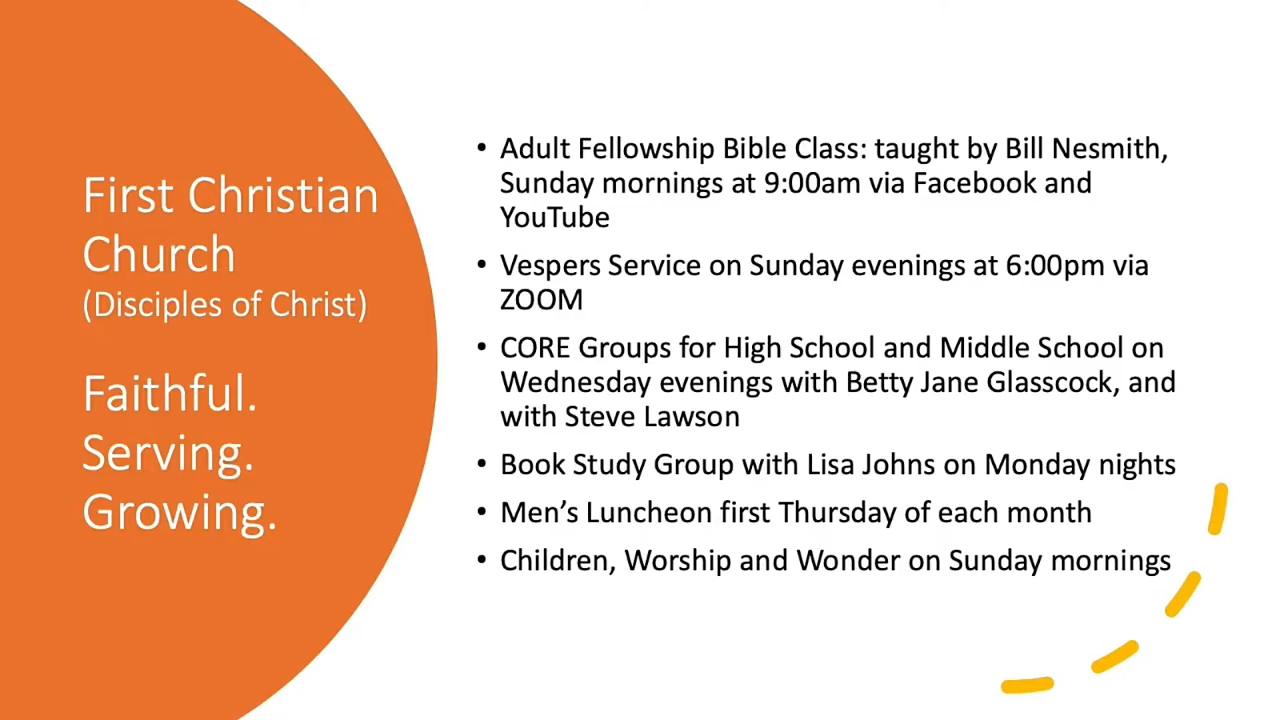 First Christian
Church
(Disciples of Christ)
Faithful.
Serving.
Growing.
• Adult Fellowship Bible Class: taught by Bill Nesmith,
Sunday mornings at 9:00am via Facebook and
YouTube
• Vespers Service on Sunday evenings at 6:00pm via
ZOOM
• CORE Groups for High School and Middle School on
Wednesday evenings with Betty Jane Glasscock, and
with Steve Lawson
• Book Study Group with Lisa Johns on Monday nights
• Men’s Luncheon first Thursday of each month
• Children, Worship and Wonder on Sunday mornings